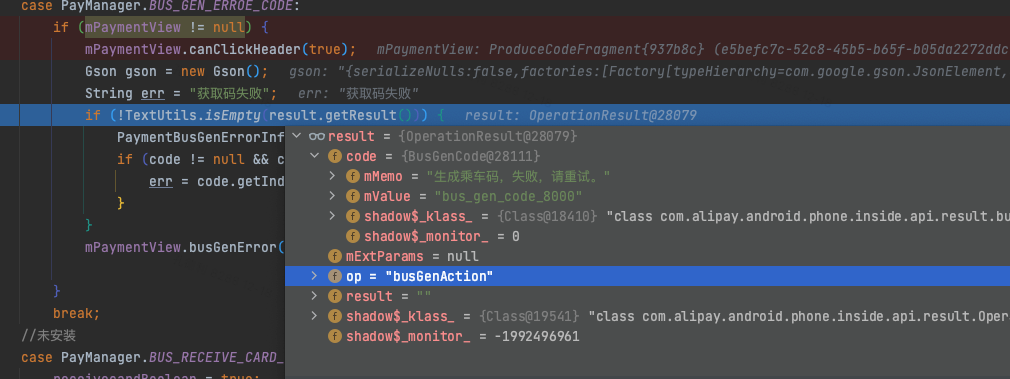 case PayManager.BUS_GEN_ERROE_CODE:
if (mPaymentView != null) {
mPaymentView.canClickHeader(true); mPaymentView: ProduceCodeFragment{937b8c} (e5befc7c-52c8-45b5-b65f-b05da2272ddc
Gson gson = new Gson(); gson: "{serializeNulls:false,factories:[Factory[typeHierarchy=com.google.gson.JsonElement,
String err = "获取码失败"; err: "获取码失败"
if (!TextUtils.isEmpty(result.getResult())) { result: OperationResult@28079
PaymentBusGenErrorInf
if (code != null && c
err = code.getInd
}
}
mPaymentView.busGenError(
}
break;
//未安装
case PayManager.BUS_RECEIVE_CARD_
receivecardBoolean = true;
result = {OperationResult@28079}
code = {BusGenCode@28111}
mMemo = "生成乘车码，失败，请重试。"
mValue = "bus_gen_code_8000"
shadow$_klass_ = {Class@18410} "class com.alipay.android.phone.inside.api.result.bu
shadow$_monitor_ = 0
mExtParams = null
op = "busGenAction"
result = ""
shadow$_klass_ = {Class@19541} "class com.alipay.android.phone.inside.api.result.Ope
shadow$_monitor_ = -1992496961